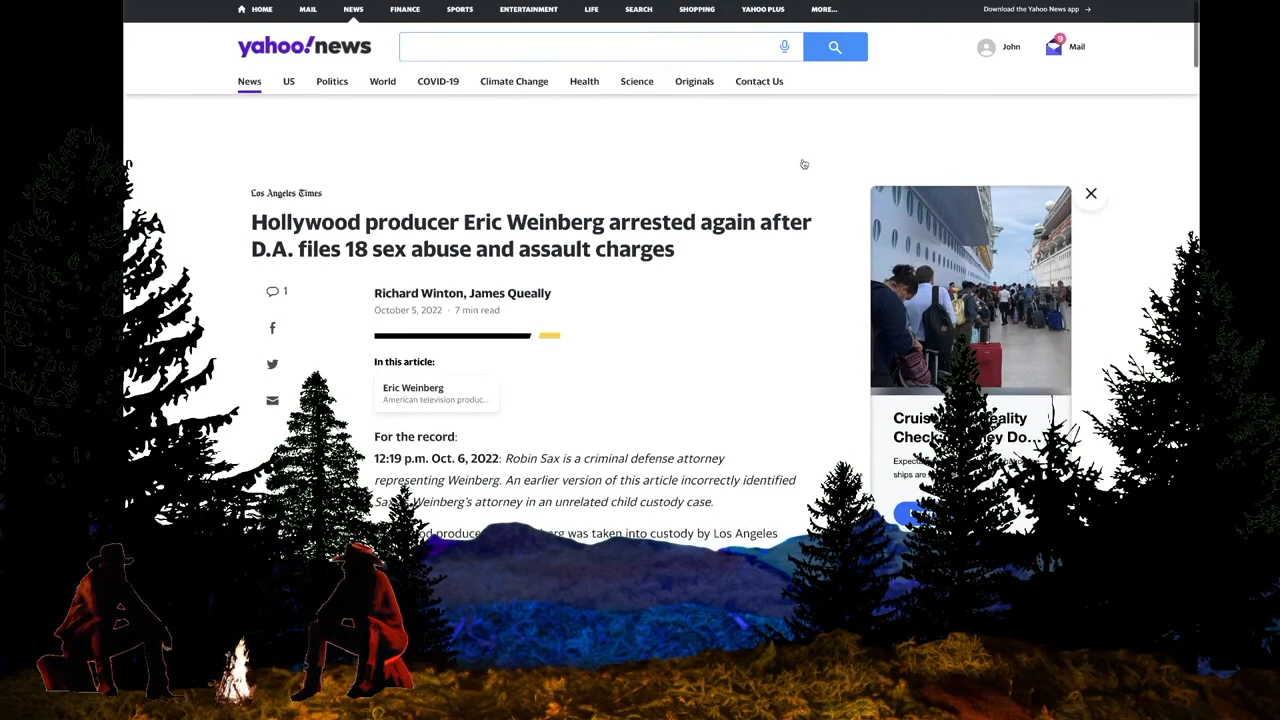 HOME MAIL NEWS FINANCE SPORTS ENTERTAINMENT LIFE SEARCH SHOPPING YAHOO PLUS MORE... Download the Yahoo News app →
yahoo!news
John
9
Mail
News US Politics World COVID-19 Climate Change Health Science Originals Contact Us
Los Angeles Times
Hollywood producer Eric Weinberg arrested again after
D.A. files 18 sex abuse and assault charges
1
Richard Winton, James Queally
October 5, 2022 · 7 min read
In this article:
Eric Weinberg
American television produc...
For the record:
12:19 p.m. Oct. 6, 2022: Robin Sax is a criminal defense attorney
representing Weinberg. An earlier version of this article incorrectly identified
Weinberg's attorney in an unrelated child custody case.
was taken into custody by Los Angeles